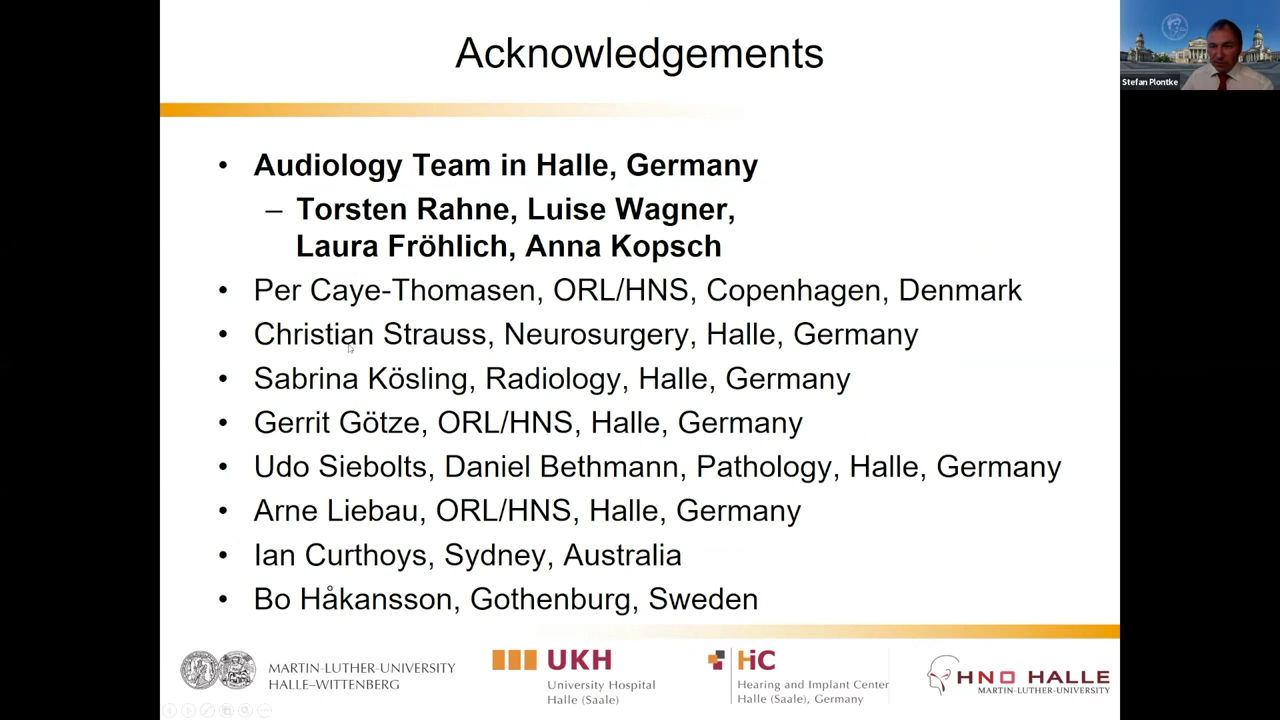 Acknowledgements
Stefan Plontke
• Audiology Team in Halle, Germany
– Torsten Rahne, Luise Wagner,
Laura Fröhlich, Anna Kopsch
• Per Caye-Thomasen, ORL/HNS, Copenhagen, Denmark
• Christian Strauss, Neurosurgery, Halle, Germany
• Sabrina Kösling, Radiology, Halle, Germany
• Gerrit Götze, ORL/HNS, Halle, Germany
• Udo Siebolts, Daniel Bethmann, Pathology, Halle, Germany
• Arne Liebau, ORL/HNS, Halle, Germany
• Ian Curthoys, Sydney, Australia
• Bo Håkansson, Gothenburg, Sweden
MARTIN-LUTHER-UNIVERSITY
HALLE–WITTENBERG
UKH
University Hospital
Halle (Saale)
HiC
Hearing and Implant Center
Halle (Saale), Germany
HNO HALLE
MARTIN-LUTHER-UNIVERSITY